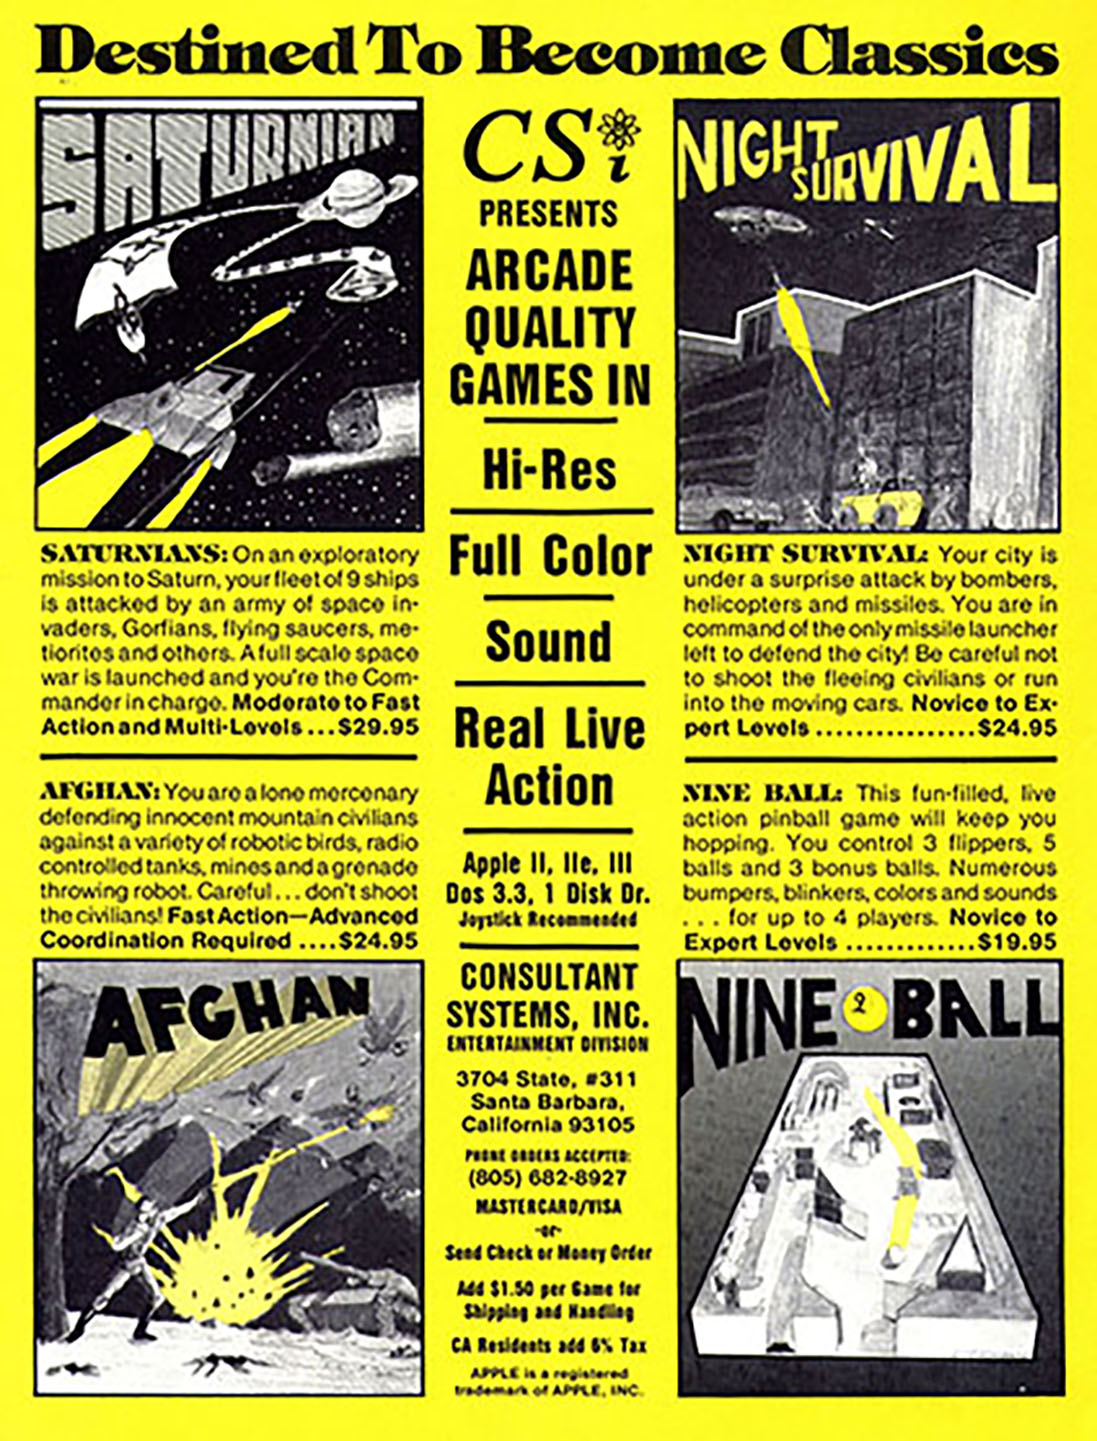 Destined To Become Classics
SATURNIAN
CSi
PRESENTS
ARCADE
QUALITY
GAMES IN
Hi-Res
Full Color
Sound
Real Live
Action
Apple II, IIe, III
Dos 3.3, 1 Disk Dr.
Joystick Recommended
CONSULTANT
SYSTEMS, INC.
ENTERTAINMENT DIVISION
3704 State, #311
Santa Barbara,
California 93105
PHONE ORDERS ACCEPTED:
(805) 682-8927
MASTERCARD/VISA
-or-
Send Check or Money Order
Add $1.50 per Game for
Shipping and Handling
CA Residents add 6% Tax
APPLE is a registered
trademark of APPLE, INC.
NIGHT
SURVIVAL
SATURNIANS: On an exploratory
mission to Saturn, your fleet of 9 ships
is attacked by an army of space in-
vaders, Gorfians, flying saucers, me-
tiorites and others. A full scale space
war is launched and you're the Com-
mander in charge. Moderate to Fast
Action and Multi-Levels ... $29.95
NIGHT SURVIVAL: Your city is
under a surprise attack by bombers,
helicopters and missiles. You are in
command of the only missile launcher
left to defend the city! Be careful not
to shoot the fleeing civilians or run
into the moving cars. Novice to Ex-
pert Levels ................ $24.95
AFGHAN: You are a lone mercenary
defending innocent mountain civilians
against a variety of robotic birds, radio
controlled tanks, mines and a grenade
throwing robot. Careful ... don't shoot
the civilians! Fast Action—Advanced
Coordination Required .... $24.95
NINE BALL: This fun-filled, live
action pinball game will keep you
hopping. You control 3 flippers, 5
balls and 3 bonus balls. Numerous
bumpers, blinkers, colors and sounds
... for up to 4 players. Novice to
Expert Levels ............. $19.95
AFGHAN
NINE 2 BALL